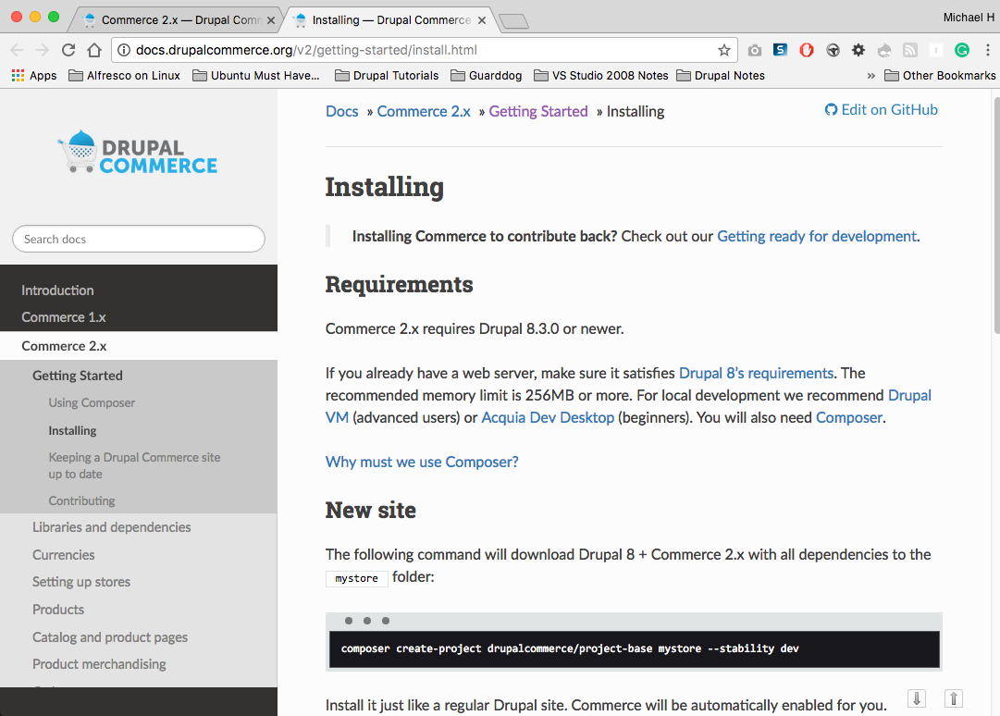 Commerce 2.x — Drupal Comm
Installing — Drupal Commerce
Michael H
docs.drupalcommerce.org/v2/getting-started/install.html
Apps
Alfresco on Linux
Ubuntu Must Have...
Drupal Tutorials
Guarddog
VS Studio 2008 Notes
Drupal Notes
»
Other Bookmarks
DRUPAL
COMMERCE
Search docs
Introduction
Commerce 1.x
Commerce 2.x
Getting Started
Using Composer
Installing
Keeping a Drupal Commerce site
up to date
Contributing
Libraries and dependencies
Currencies
Setting up stores
Products
Catalog and product pages
Product merchandising
Docs » Commerce 2.x » Getting Started » Installing
Edit on GitHub
Installing
Installing Commerce to contribute back? Check out our Getting ready for development.
Requirements
Commerce 2.x requires Drupal 8.3.0 or newer.
If you already have a web server, make sure it satisfies Drupal 8's requirements. The
recommended memory limit is 256MB or more. For local development we recommend Drupal
VM (advanced users) or Acquia Dev Desktop (beginners). You will also need Composer.
Why must we use Composer?
New site
The following command will download Drupal 8 + Commerce 2.x with all dependencies to the
mystore folder:
composer create-project drupalcommerce/project-base mystore --stability dev
Install it just like a regular Drupal site. Commerce will be automatically enabled for you.